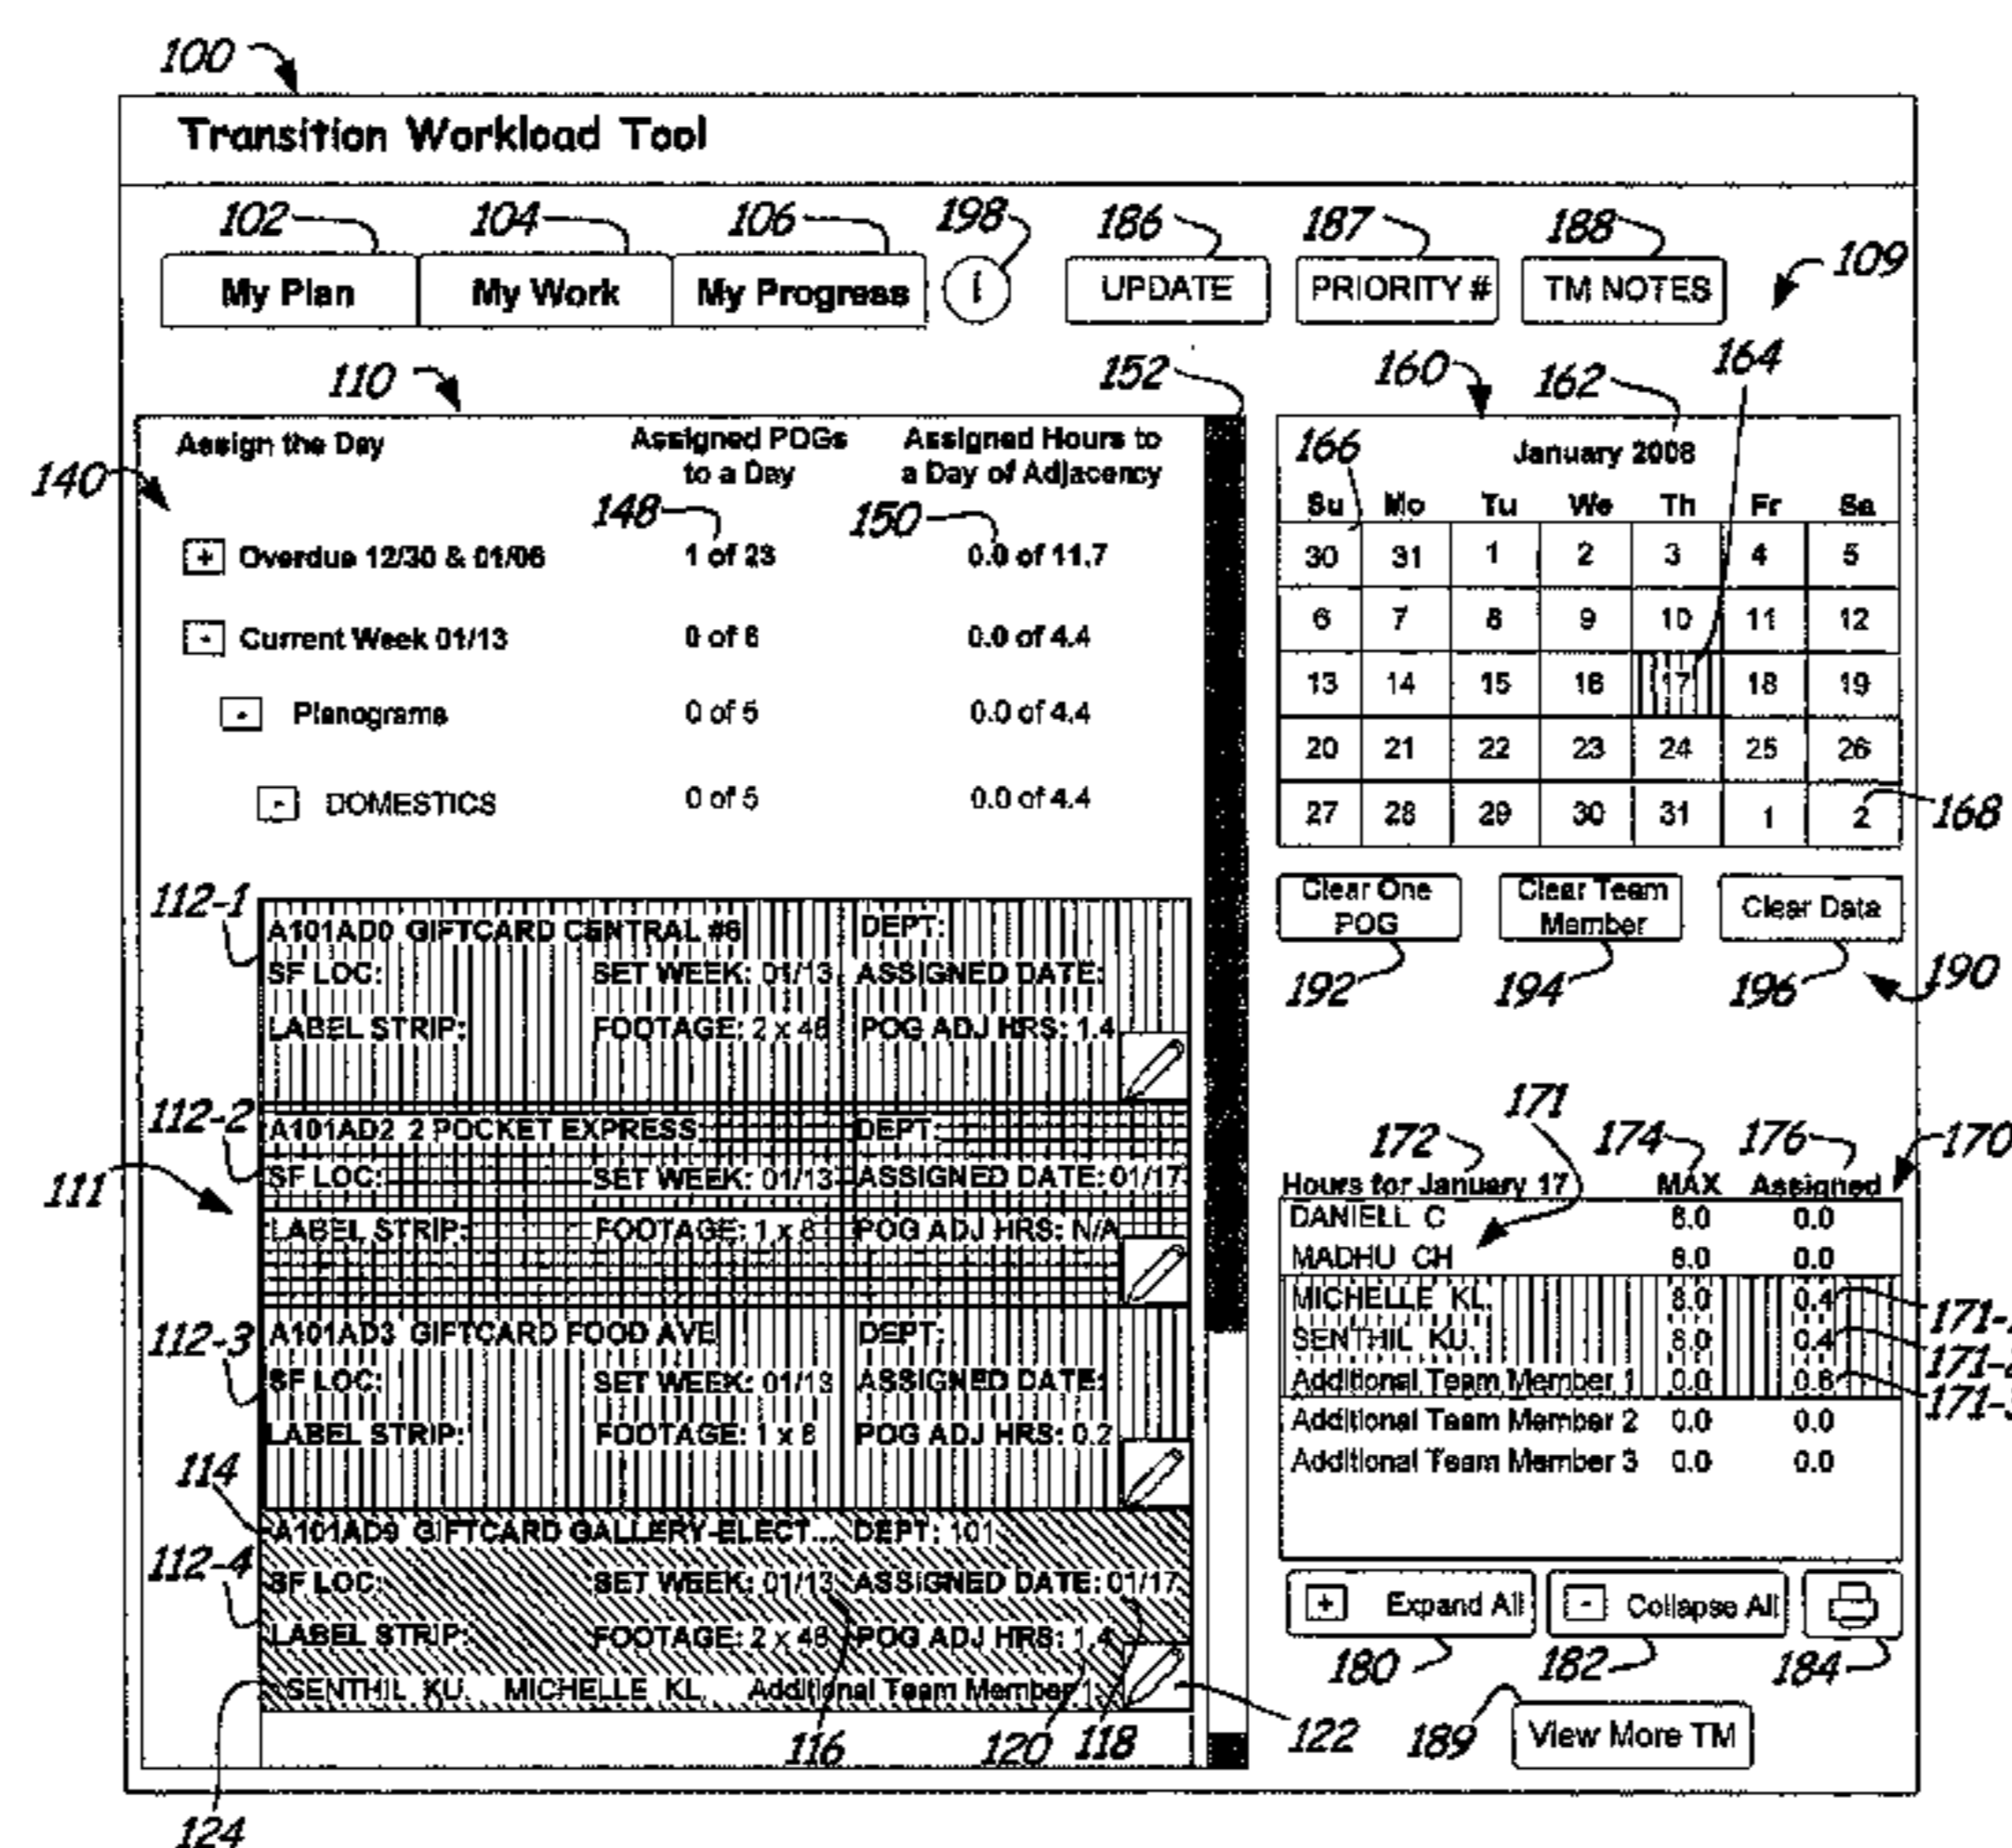 100
Transition Workload Tool
102 104 106 198 186 187 188 109
My Plan My Work My Progress i UPDATE PRIORITY # TM NOTES
110 152 160 162 164
Assign the Day Assigned POGs to a Day Assigned Hours to a Day of Adjacency
140 148 150
+ Overdue 12/30 & 01/06 1 of 23 0.0 of 11.7
- Current Week 01/13 0 of 6 0.0 of 4.4
- Planograms 0 of 5 0.0 of 4.4
- DOMESTICS 0 of 5 0.0 of 4.4
166 January 2008
Su Mo Tu We Th Fr Sa
30 31 1 2 3 4 5
6 7 8 9 10 11 12
13 14 15 16 17 18 19
20 21 22 23 24 25 26
27 28 29 30 31 1 2
168
Clear One POG Clear Team Member Clear Data
192 194 196 190
112-1
A101AD0 GIFTCARD CENTRAL #6 DEPT:
SF LOC: SET WEEK: 01/13 ASSIGNED DATE:
LABEL STRIP: FOOTAGE: 2 x 48 POG ADJ HRS: 1.4
112-2
A101AD2 2 POCKET EXPRESS DEPT:
SF LOC: SET WEEK: 01/13 ASSIGNED DATE: 01/17
111
LABEL STRIP: FOOTAGE: 1 x 8 POG ADJ HRS: N/A
112-3
A101AD3 GIFTCARD FOOD AVE DEPT:
SF LOC: SET WEEK: 01/13 ASSIGNED DATE:
LABEL STRIP: FOOTAGE: 1 x 8 POG ADJ HRS: 0.2
114
A101AD9 GIFTCARD GALLERY-ELECT... DEPT: 101
112-4
SF LOC: SET WEEK: 01/13 ASSIGNED DATE: 01/17
LABEL STRIP: FOOTAGE: 2 x 48 POG ADJ HRS: 1.4
SENTHIL KU. MICHELLE KL. Additional Team Member 1
116 120 118 122
124
171
172 174 176 170
Hours for January 17 MAX Assigned
DANIELL C 8.0 0.0
MADHU CH 8.0 0.0
MICHELLE KL. 8.0 0.4
SENTHIL KU. 8.0 0.4
Additional Team Member 1 0.0 0.6
Additional Team Member 2 0.0 0.0
Additional Team Member 3 0.0 0.0
+ Expand All - Collapse All
180 182 184
189
View More TM